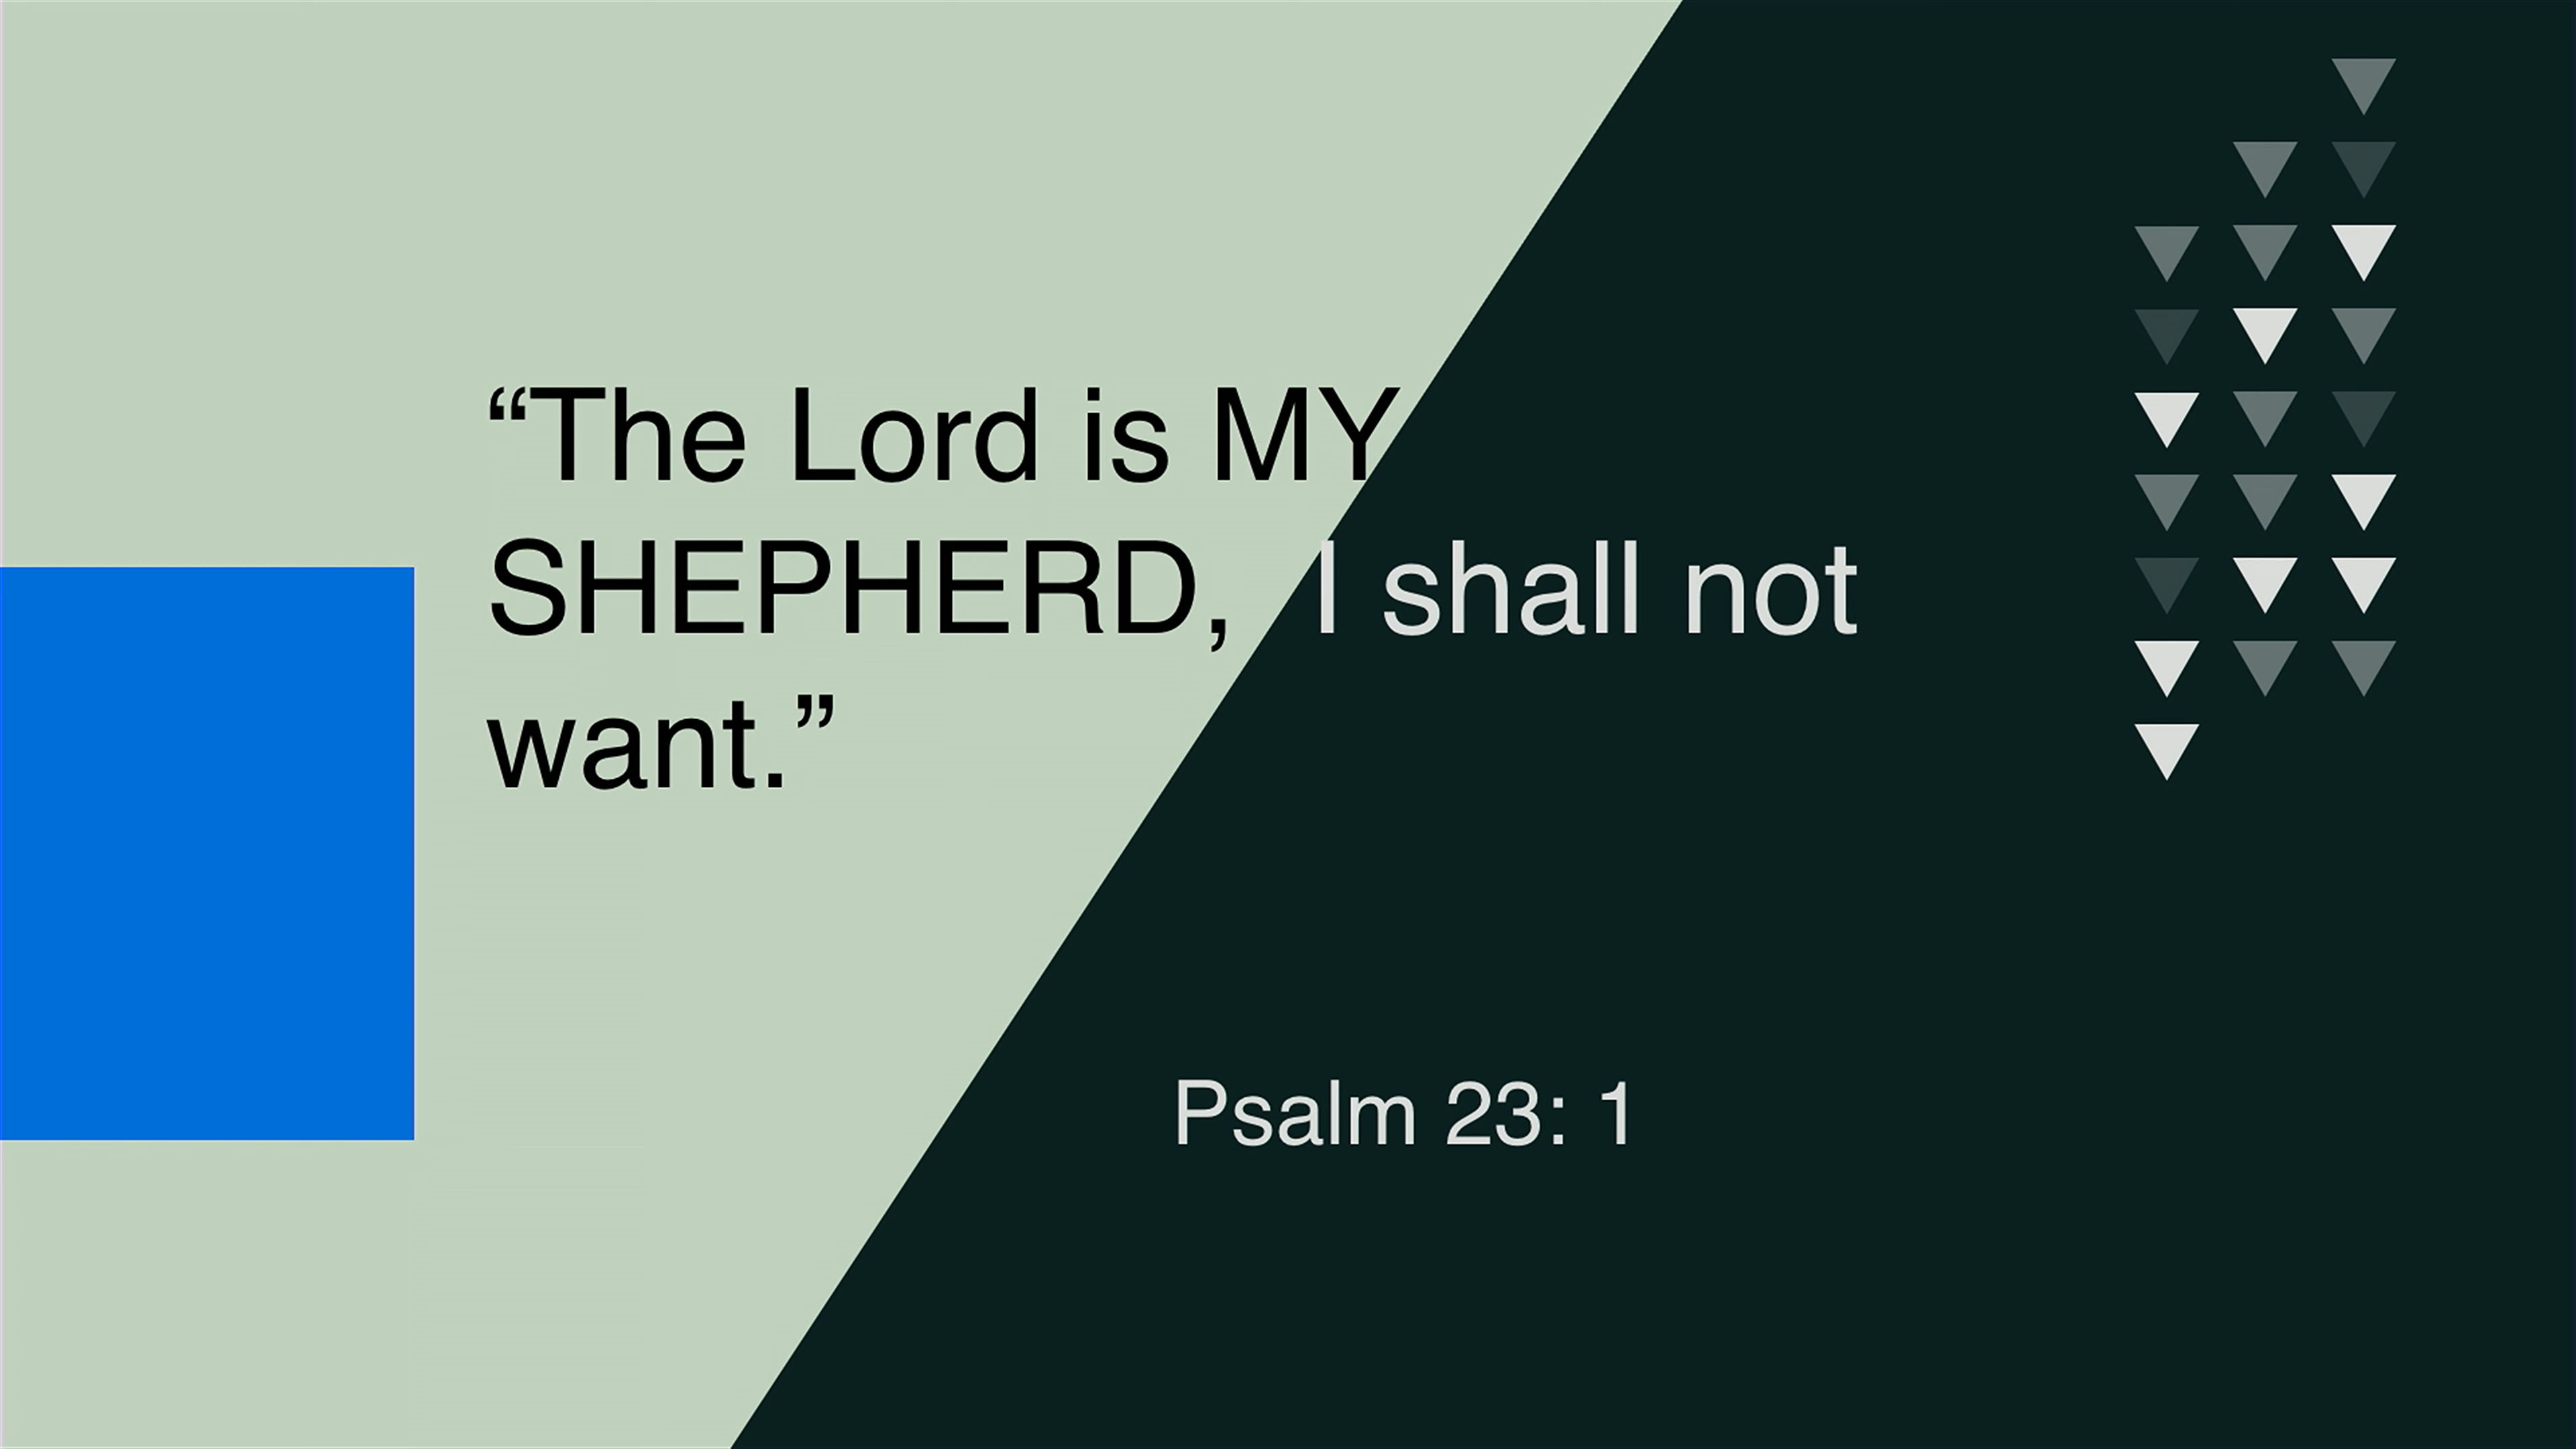 “The Lord is MY
SHEPHERD, I shall not
want.”
Psalm 23: 1